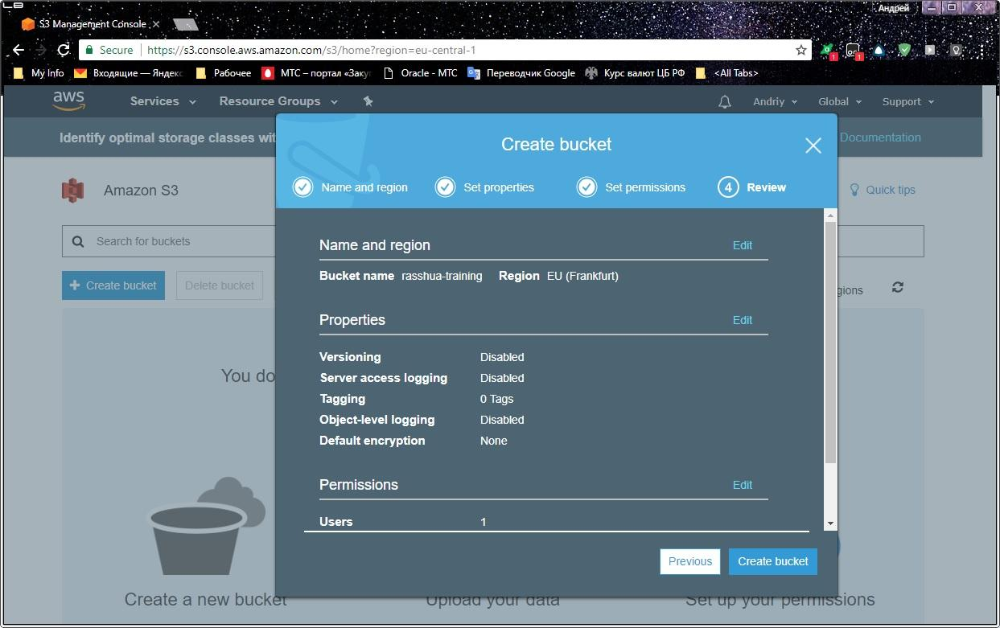 Андрей
S3 Management Console
Secure https://s3.console.aws.amazon.com/s3/home?region=eu-central-1
1 1
My Info Входящие — Яндекс Рабочее МТС – портал «Заку Oracle - МТС Переводчик Google Курс валют ЦБ РФ <All Tabs>
aws Services Resource Groups Andriy Global Support
Identify optimal storage classes wit Documentation
Create bucket
Name and region Set properties Set permissions 4 Review
Amazon S3 Quick tips
Search for buckets
Name and region Edit
Bucket name rasshua-training Region EU (Frankfurt)
Create bucket Delete bucket gions
Properties Edit
Versioning Disabled
Server access logging Disabled
Tagging 0 Tags
Object-level logging Disabled
Default encryption None
You do
Permissions Edit
Users 1
Previous Create bucket
Create a new bucket Upload your data Set up your permissions